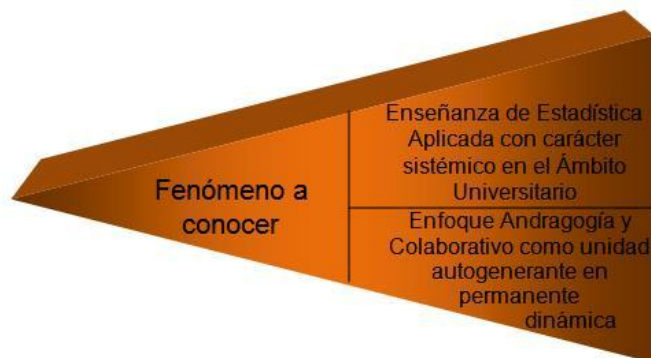 Fenómeno a
conocer
Enseñanza de Estadística
Aplicada con carácter
sistémico en el Ámbito
Universitario
Enfoque Andragogía y
Colaborativo como unidad
autogenerante en
permanente
dinámica